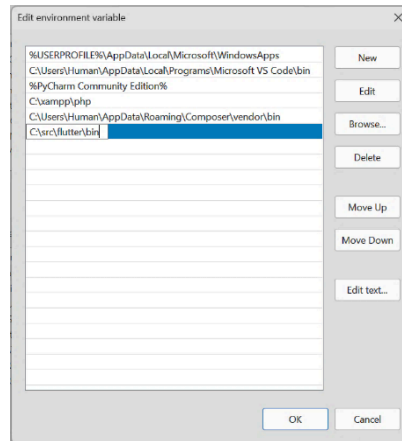 Edit environment variable
%USERPROFILE%\AppData\Local\Microsoft\WindowsApps
C:\Users\Human\AppData\Local\Programs\Microsoft VS Code\bin
%PyCharm Community Edition%
C:\xampp\php
C:\Users\Human\AppData\Roaming\Composer\vendor\bin
C:\src\flutter\bin
New
Edit
Browse...
Delete
Move Up
Move Down
Edit text...
OK
Cancel